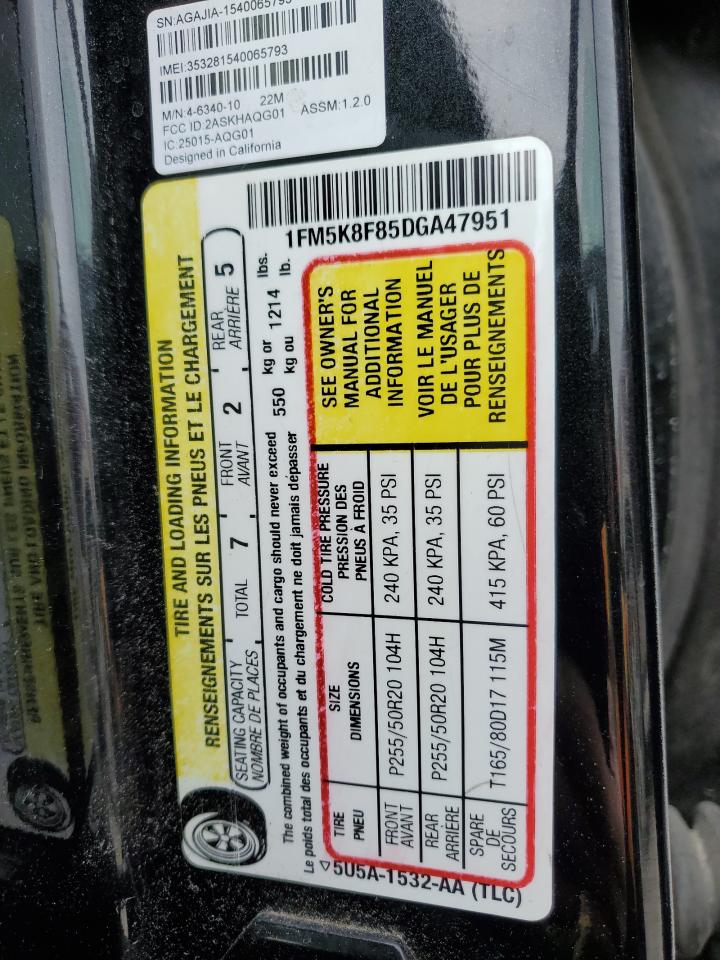 SN:AGAJIA-1540065793
IMEI:353281540065793
M/N:4-6340-10 22M
FCC ID:2ASKHAQG01 ASSM:1.2.0
IC:25015-AQG01
Designed in California
1FM5K8F85DGA47951
TIRE AND LOADING INFORMATION
RENSEIGNEMENTS SUR LES PNEUS ET LE CHARGEMENT
SEATING CAPACITY TOTAL 7 FRONT 2 REAR 5
NOMBRE DE PLACES AVANT ARRIÈRE
The combined weight of occupants and cargo should never exceed 550 kg or 1214 lbs.
Le poids total des occupants et du chargement ne doit jamais dépasser kg ou lb.
TIRE SIZE COLD TIRE PRESSURE
PNEU DIMENSIONS PRESSION DES
PNEUS À FROID
FRONT P255/50R20 104H 240 KPA, 35 PSI
AVANT
REAR P255/50R20 104H 240 KPA, 35 PSI
ARRIÈRE
SPARE T165/80D17 115M 415 KPA, 60 PSI
DE
SECOURS
SEE OWNER'S
MANUAL FOR
ADDITIONAL
INFORMATION
VOIR LE MANUEL
DE L'USAGER
POUR PLUS DE
RENSEIGNEMENTS
5U5A-1532-AA (TLC)